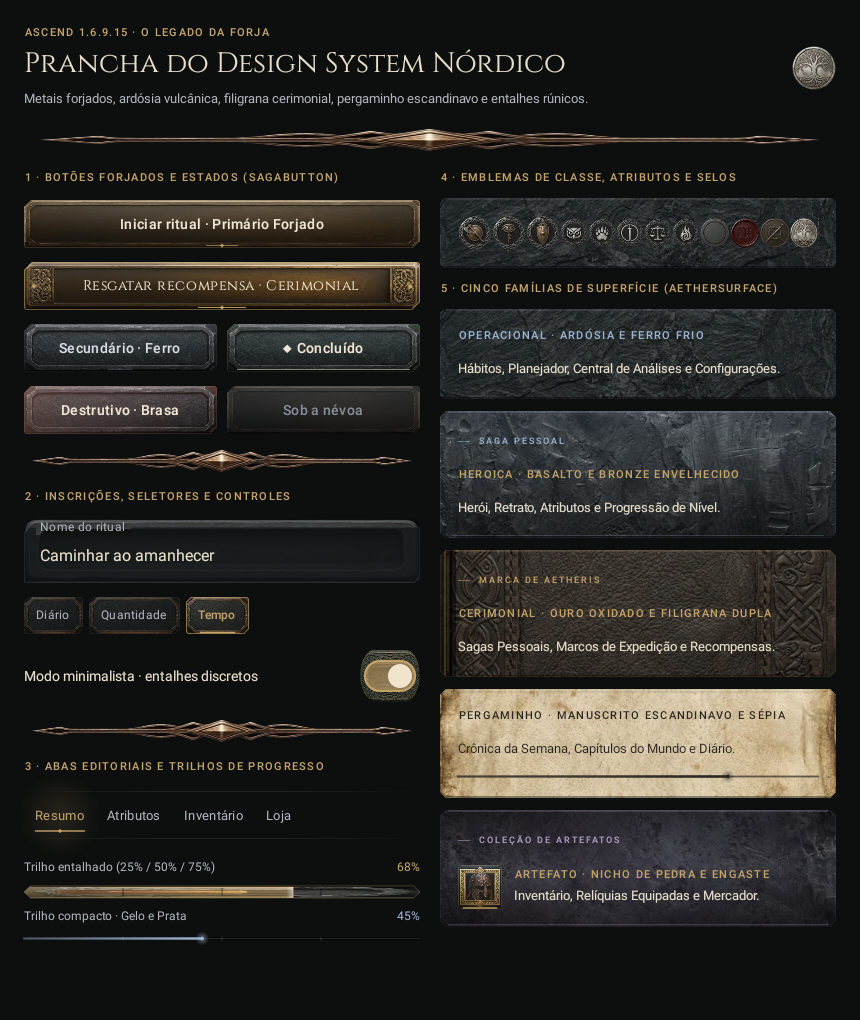 ASCEND 1.6.9.15 · O LEGADO DA FORJA
Prancha do Design System Nórdico
Metais forjados, ardósia vulcânica, filigrana cerimonial, pergaminho escandinavo e entalhes rúnicos.
1 · BOTÕES FORJADOS E ESTADOS (SAGABUTTON)
Iniciar ritual · Primário Forjado
Resgatar recompensa · Cerimonial
Secundário · Ferro
◆ Concluído
Destrutivo · Brasa
Sob a névoa
2 · INSCRIÇÕES, SELETORES E CONTROLES
Nome do ritual
Caminhar ao amanhecer
Diário
Quantidade
Tempo
Modo minimalista · entalhes discretos
3 · ABAS EDITORIAIS E TRILHOS DE PROGRESSO
Resumo
Atributos
Inventário
Loja
Trilho entalhado (25% / 50% / 75%)
68%
Trilho compacto · Gelo e Prata
45%
4 · EMBLEMAS DE CLASSE, ATRIBUTOS E SELOS
5 · CINCO FAMÍLIAS DE SUPERFÍCIE (AETHERSURFACE)
OPERACIONAL · ARDÓSIA E FERRO FRIO
Hábitos, Planejador, Central de Análises e Configurações.
SAGA PESSOAL
HEROICA · BASALTO E BRONZE ENVELHECIDO
Herói, Retrato, Atributos e Progressão de Nível.
MARCA DE AETHERIS
CERIMONIAL · OURO OXIDADO E FILIGRANA DUPLA
Sagas Pessoais, Marcos de Expedição e Recompensas.
PERGAMINHO · MANUSCRITO ESCANDINAVO E SÉPIA
Crônica da Semana, Capítulos do Mundo e Diário.
COLEÇÃO DE ARTEFATOS
ARTEFATO · NICHO DE PEDRA E ENGASTE
Inventário, Relíquias Equipadas e Mercador.